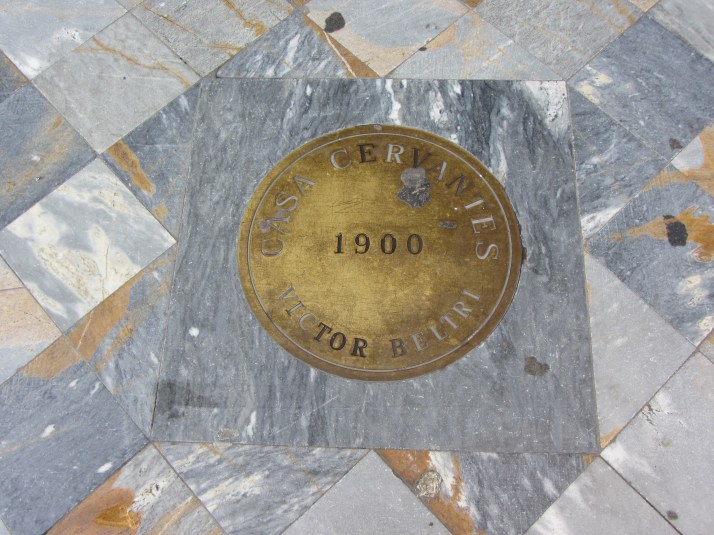 CASA CERVANTES
1900
VICTOR BELTRI